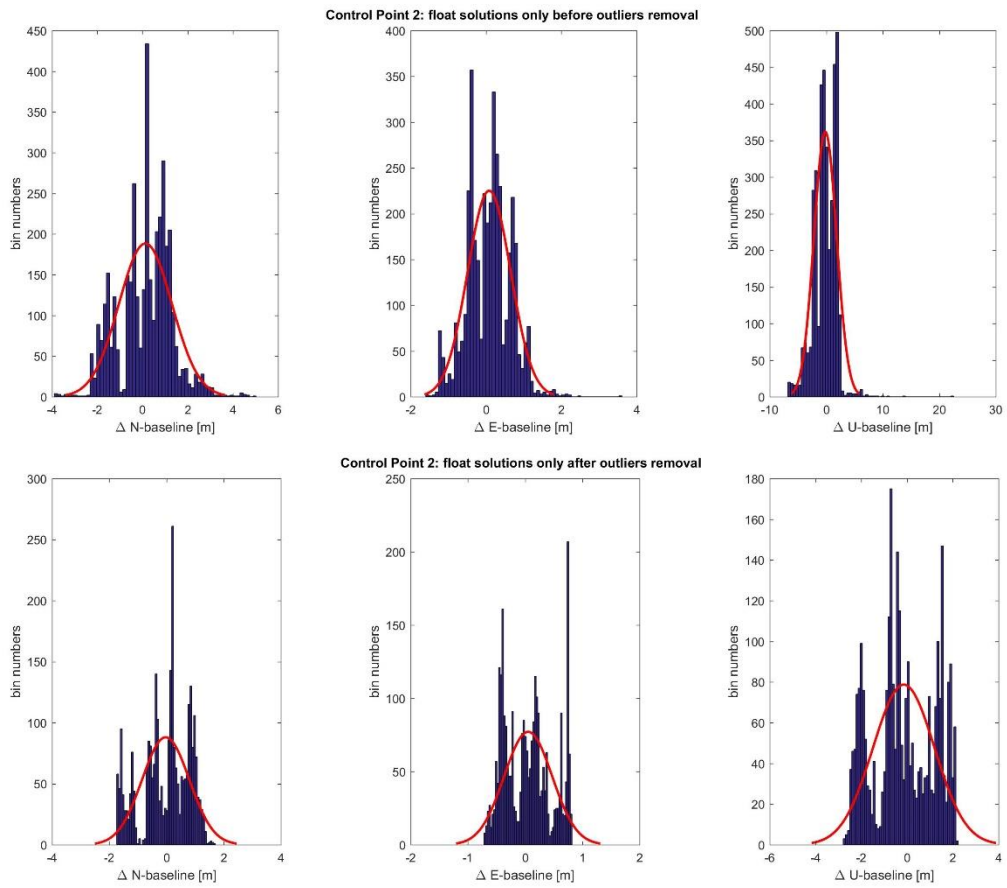 Control Point 2: float solutions only before outliers removal
450
400
350
300
250
200
150
100
50
0
bin numbers
-4 -2 0 2 4 6
Δ N-baseline [m]
400
350
300
250
200
150
100
50
0
bin numbers
-2 0 2 4
Δ E-baseline [m]
500
450
400
350
300
250
200
150
100
50
0
bin numbers
-10 0 10 20 30
Δ U-baseline [m]
Control Point 2: float solutions only after outliers removal
300
250
200
150
100
50
0
bin numbers
-4 -2 0 2 4
Δ N-baseline [m]
250
200
150
100
50
0
bin numbers
-2 -1 0 1 2
Δ E-baseline [m]
180
160
140
120
100
80
60
40
20
0
bin numbers
-6 -4 -2 0 2 4
Δ U-baseline [m]